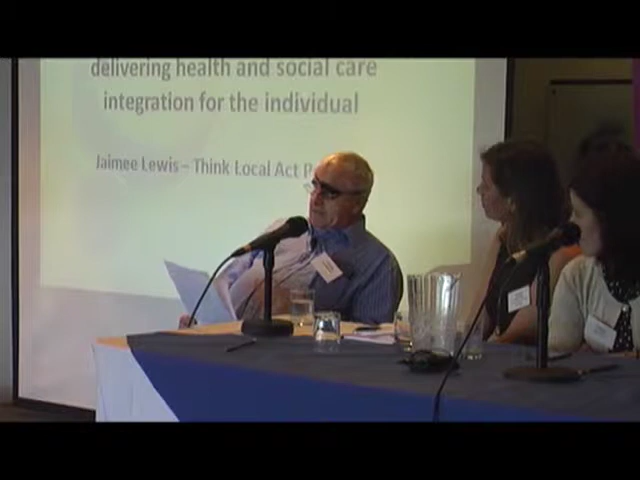 delivering health and social care
integration for the individual
Jaimee Lewis – Think Local Act